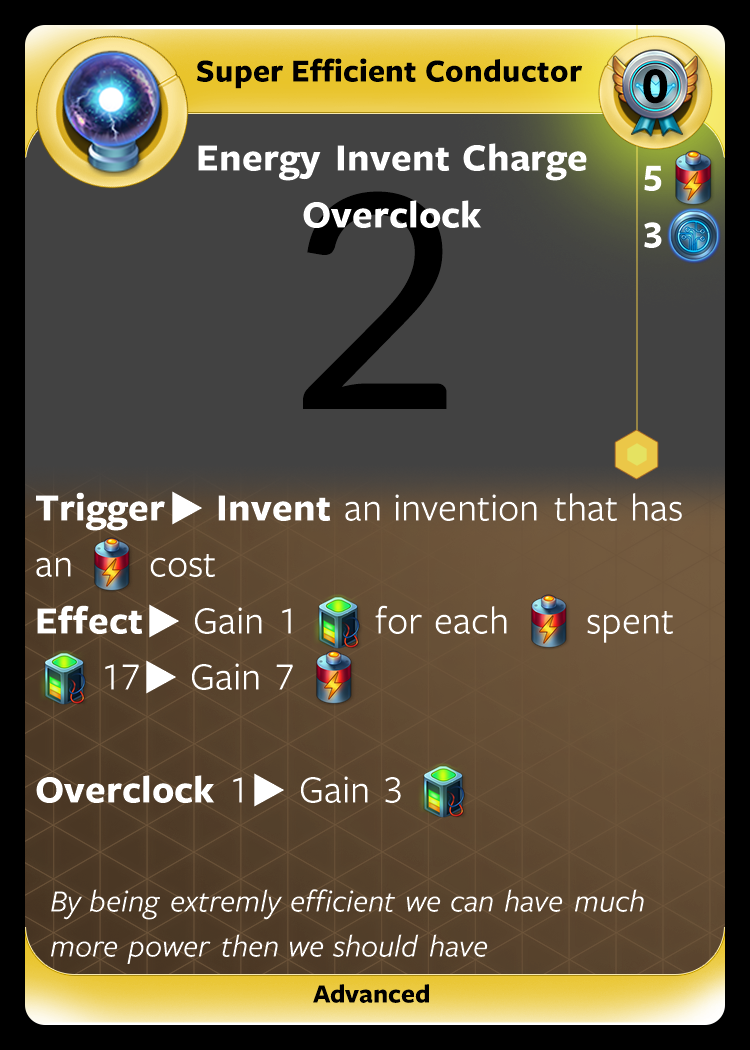 Super Efficient Conductor
0
Energy Invent Charge
Overclock
5
3
2
Trigger▶ Invent an invention that has
an cost
Effect▶ Gain 1 for each spent
17▶ Gain 7
Overclock 1▶ Gain 3
By being extremly efficient we can have much
more power then we should have
Advanced